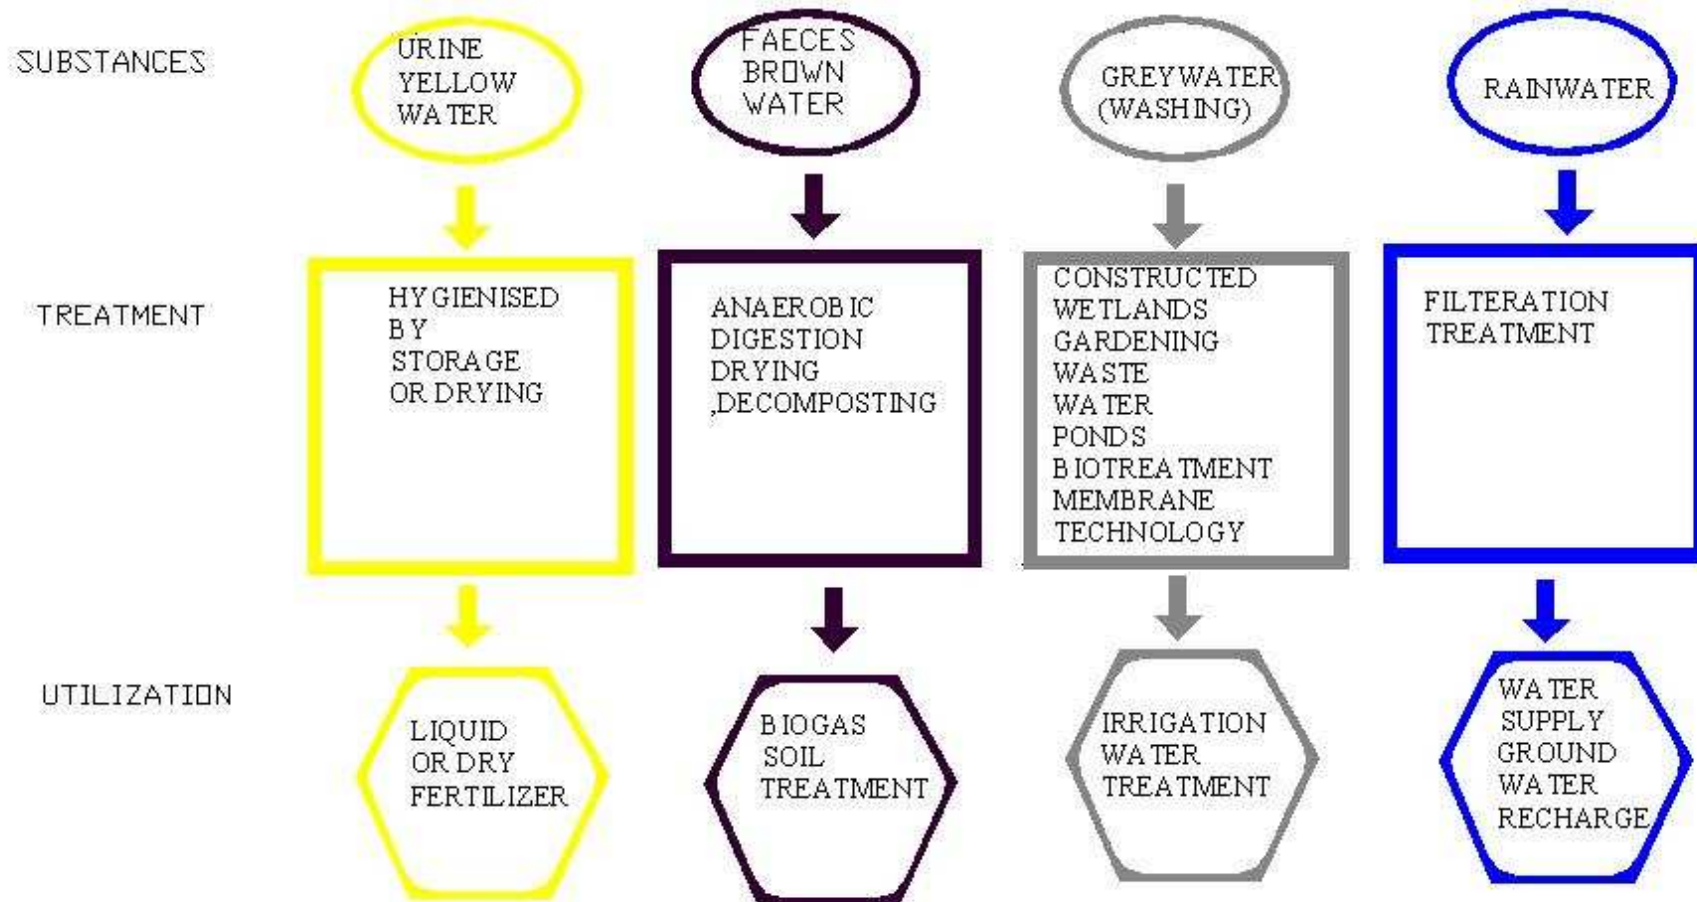 SUBSTANCES
URINE
YELLOW
WATER
FAECES
BROWN
WATER
GREYWATER
(WASHING)
RAINWATER
TREATMENT
HYGIENISED
BY
STORAGE
OR DRYING
ANAEROBIC
DIGESTION
DRYING
,DECOMPOSTING
CONSTRUCTED
WETLANDS
GARDENING
WASTE
WATER
PONDS
BIOTREATMENT
MEMBRANE
TECHNOLOGY
FILTERATION
TREATMENT
UTILIZATION
LIQUID
OR DRY
FERTILIZER
BIOGAS
SOIL
TREATMENT
IRRIGATION
WATER
TREATMENT
WATER
SUPPLY
GROUND
WATER
RECHARGE